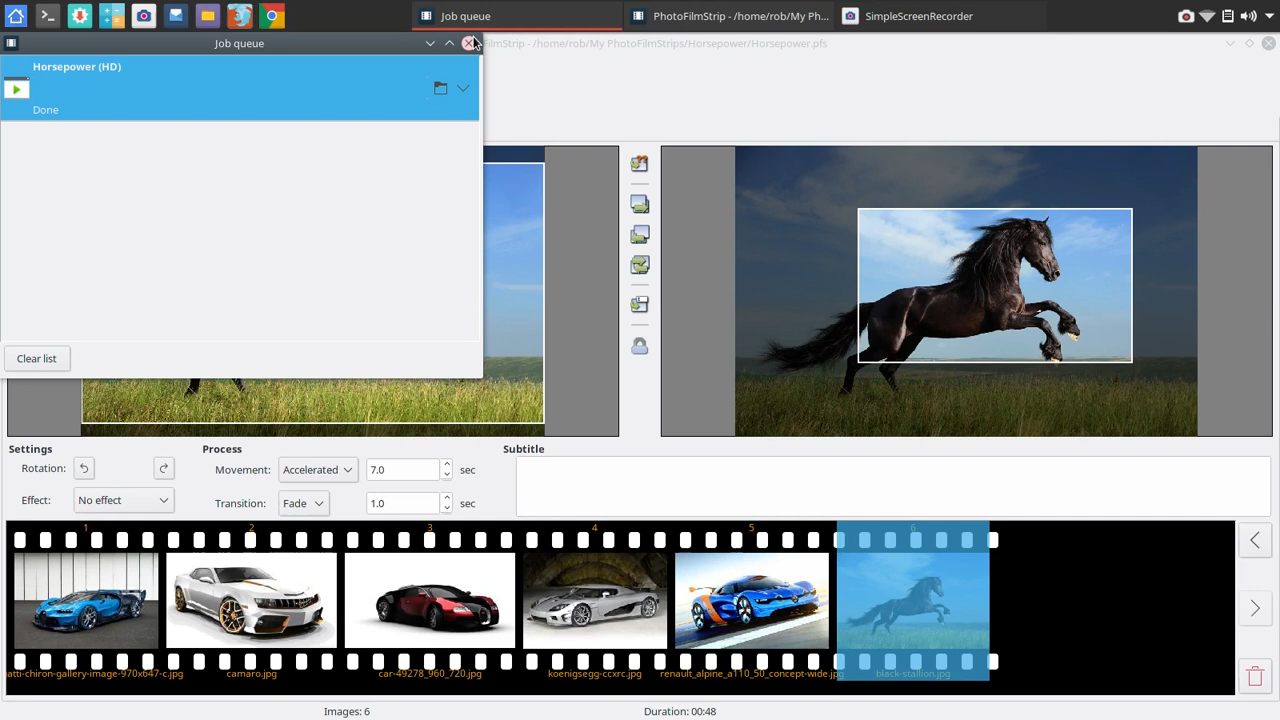 Job queue
PhotoFilmStrip - /home/rob/My Ph...
SimpleScreenRecorder
Job queue
FilmStrip - /home/rob/My PhotoFilmStrips/Horsepower/Horsepower.pfs
Horsepower (HD)
Done
Clear list
Settings
Process
Subtitle
Rotation:
Movement:
Accelerated
7.0
sec
Effect:
No effect
Transition:
Fade
1.0
sec
1
2
3
4
5
6
atti-chiron-gallery-image-970x647-c.jpg
camaro.jpg
car-49278_960_720.jpg
koenigsegg-ccxrc.jpg
renault_alpine_a110_50_concept-wide.jpg
black-stallion.jpg
Images: 6
Duration: 00:48